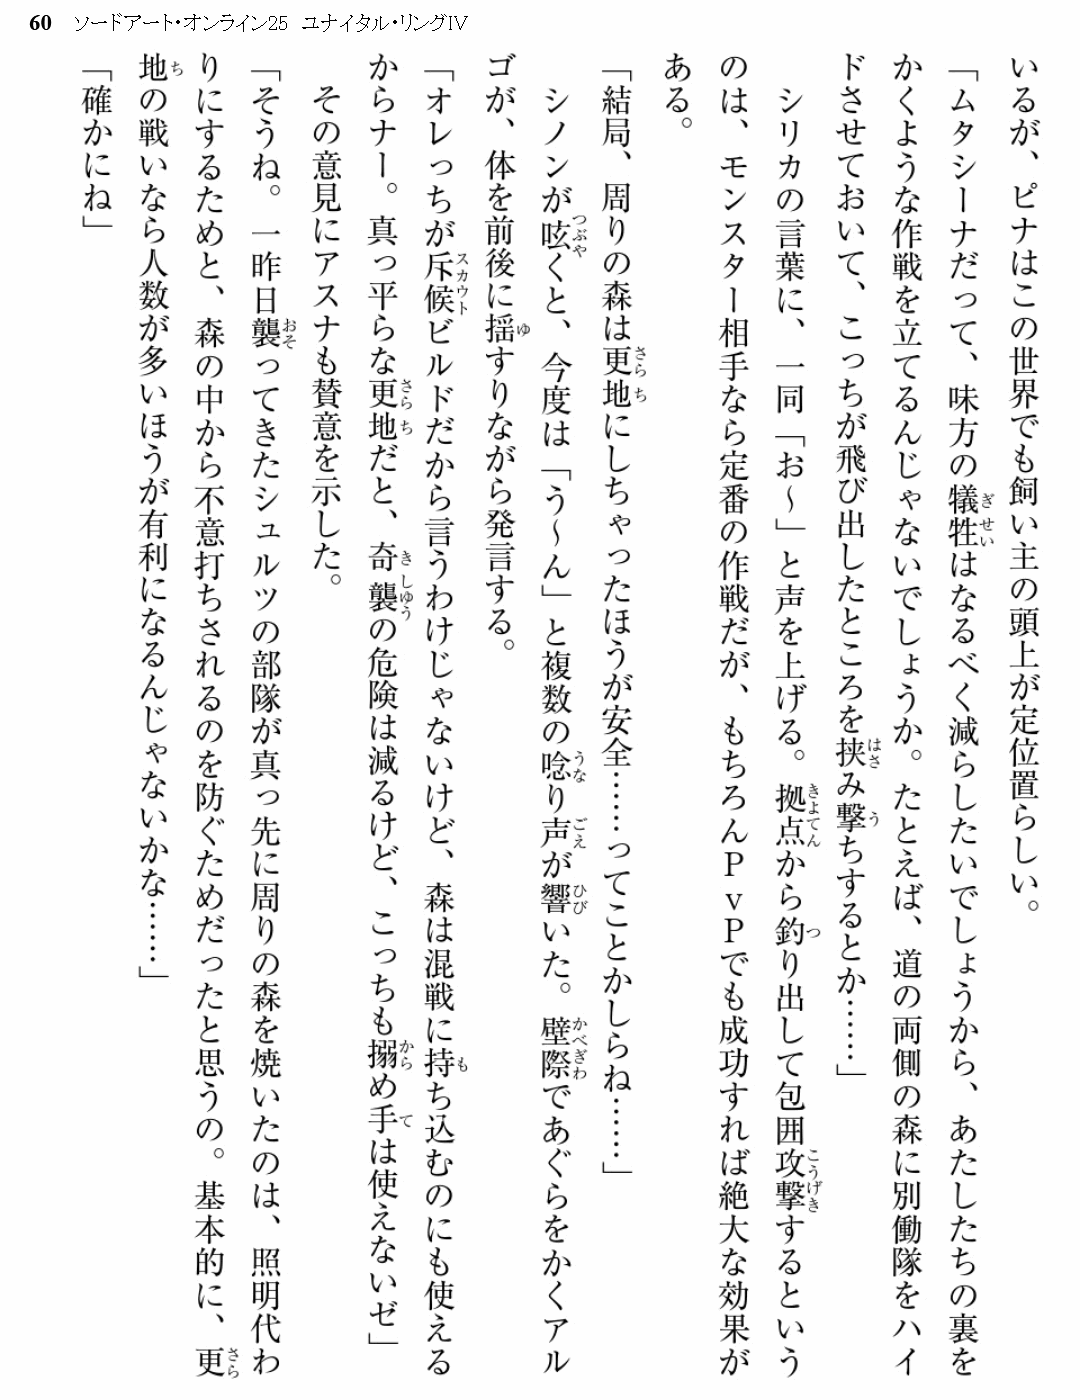 60 ソードアート・オンライン25 ユナイタル・リングⅣ
いるが、ピナはこの世界でも飼い主の頭上が定位置らしい。
「ムタシーナだって、味方の犠牲はなるべく減らしたいでしょうから、あたしたちの裏を
かくような作戦を立てるんじゃないでしょうか。たとえば、道の両側の森に別働隊をハイ
ドさせておいて、こっちが飛び出したところを挟み撃ちするとか……」
シリカの言葉に、一同「お～」と声を上げる。拠点から釣り出して包囲攻撃するという
のは、モンスター相手なら定番の作戦だが、もちろんPvPでも成功すれば絶大な効果が
ある。
「結局、周りの森は更地にしちゃったほうが安全……ってことかしらね……」
シノンが呟くと、今度は「う～ん」と複数の唸り声が響いた。壁際であぐらをかくアル
ゴが、体を前後に揺すりながら発言する。
「オレっちが斥候ビルドだから言うわけじゃないけど、森は混戦に持ち込むのにも使える
からナー。真っ平らな更地だと、奇襲の危険は減るけど、こっちも搦め手は使えないゼ」
その意見にアスナも賛意を示した。
「そうね。一昨日襲ってきたシュルツの部隊が真っ先に周りの森を焼いたのは、照明代わ
りにするためと、森の中から不意打ちされるのを防ぐためだったと思うの。基本的に、更
地の戦いなら人数が多いほうが有利になるんじゃないかな……」
「確かにね」